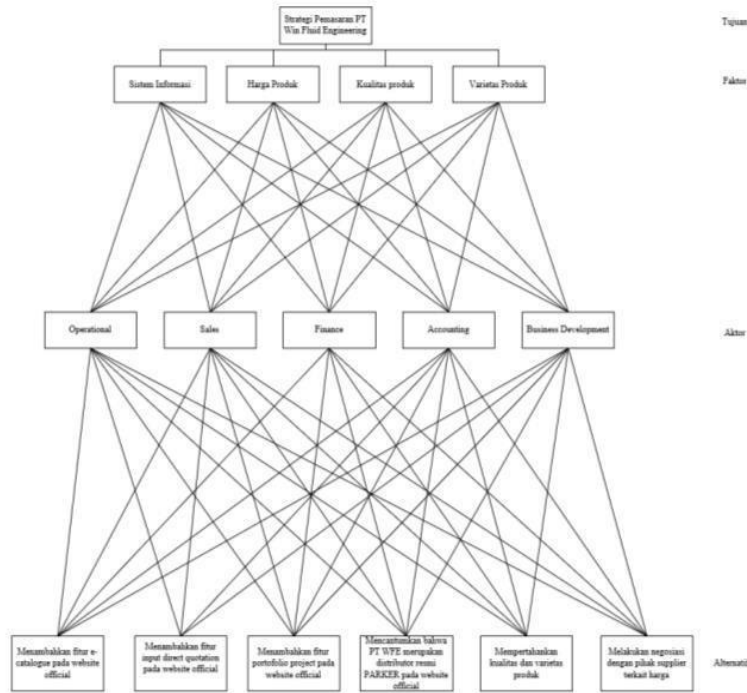 Strategi Pemasaran PT
Win Fluid Engineering
Tujuan
Sistem Informasi
Harga Produk
Kualitas produk
Varietas Produk
Faktor
Operational
Sales
Finance
Accounting
Business Development
Aktor
Menambahkan fitur e-
catalogue pada website
official
Menambahkan fitur
input direct quotation
pada website official
Menambahkan fitur
portofolio project pada
website official
Mencantumkan bahwa
PT WFE merupakan
distributor resmi
PARKER pada website
official
Mempertahankan
kualitas dan varietas
produk
Melakukan negosiasi
dengan pihak supplier
terkait harga
Alternati